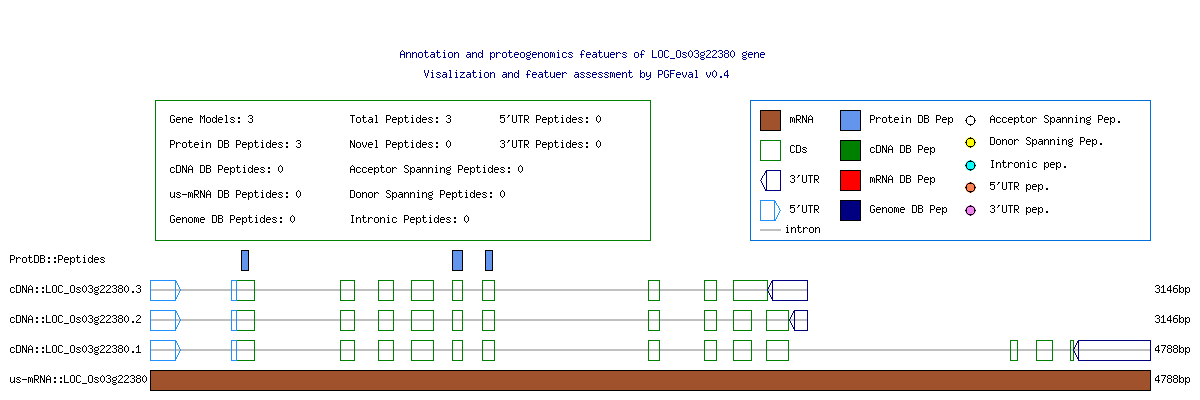 Annotation and proteogenomics featuers of LOC_Os03g22380 gene
Visalization and featuer assessment by PGFeval v0.4
Gene Models: 3 Total Peptides: 3 5'UTR Peptides: 0
Protein DB Peptides: 3 Novel Peptides: 0 3'UTR Peptides: 0
cDNA DB Peptides: 0 Acceptor Spanning Peptides: 0
us-mRNA DB Peptides: 0 Donor Spanning Peptides: 0
Genome DB Peptides: 0 Intronic Peptides: 0
mRNA Protein DB Pep Acceptor Spanning Pep.
CDs cDNA DB Pep Donor Spanning Pep.
3'UTR mRNA DB Pep Intronic pep.
5'UTR Genome DB Pep 5'UTR pep.
intron 3'UTR pep.
ProtDB::Peptides
cDNA::LOC_Os03g22380.3 3146bp
cDNA::LOC_Os03g22380.2 3146bp
cDNA::LOC_Os03g22380.1 4788bp
us-mRNA::LOC_Os03g22380 4788bp